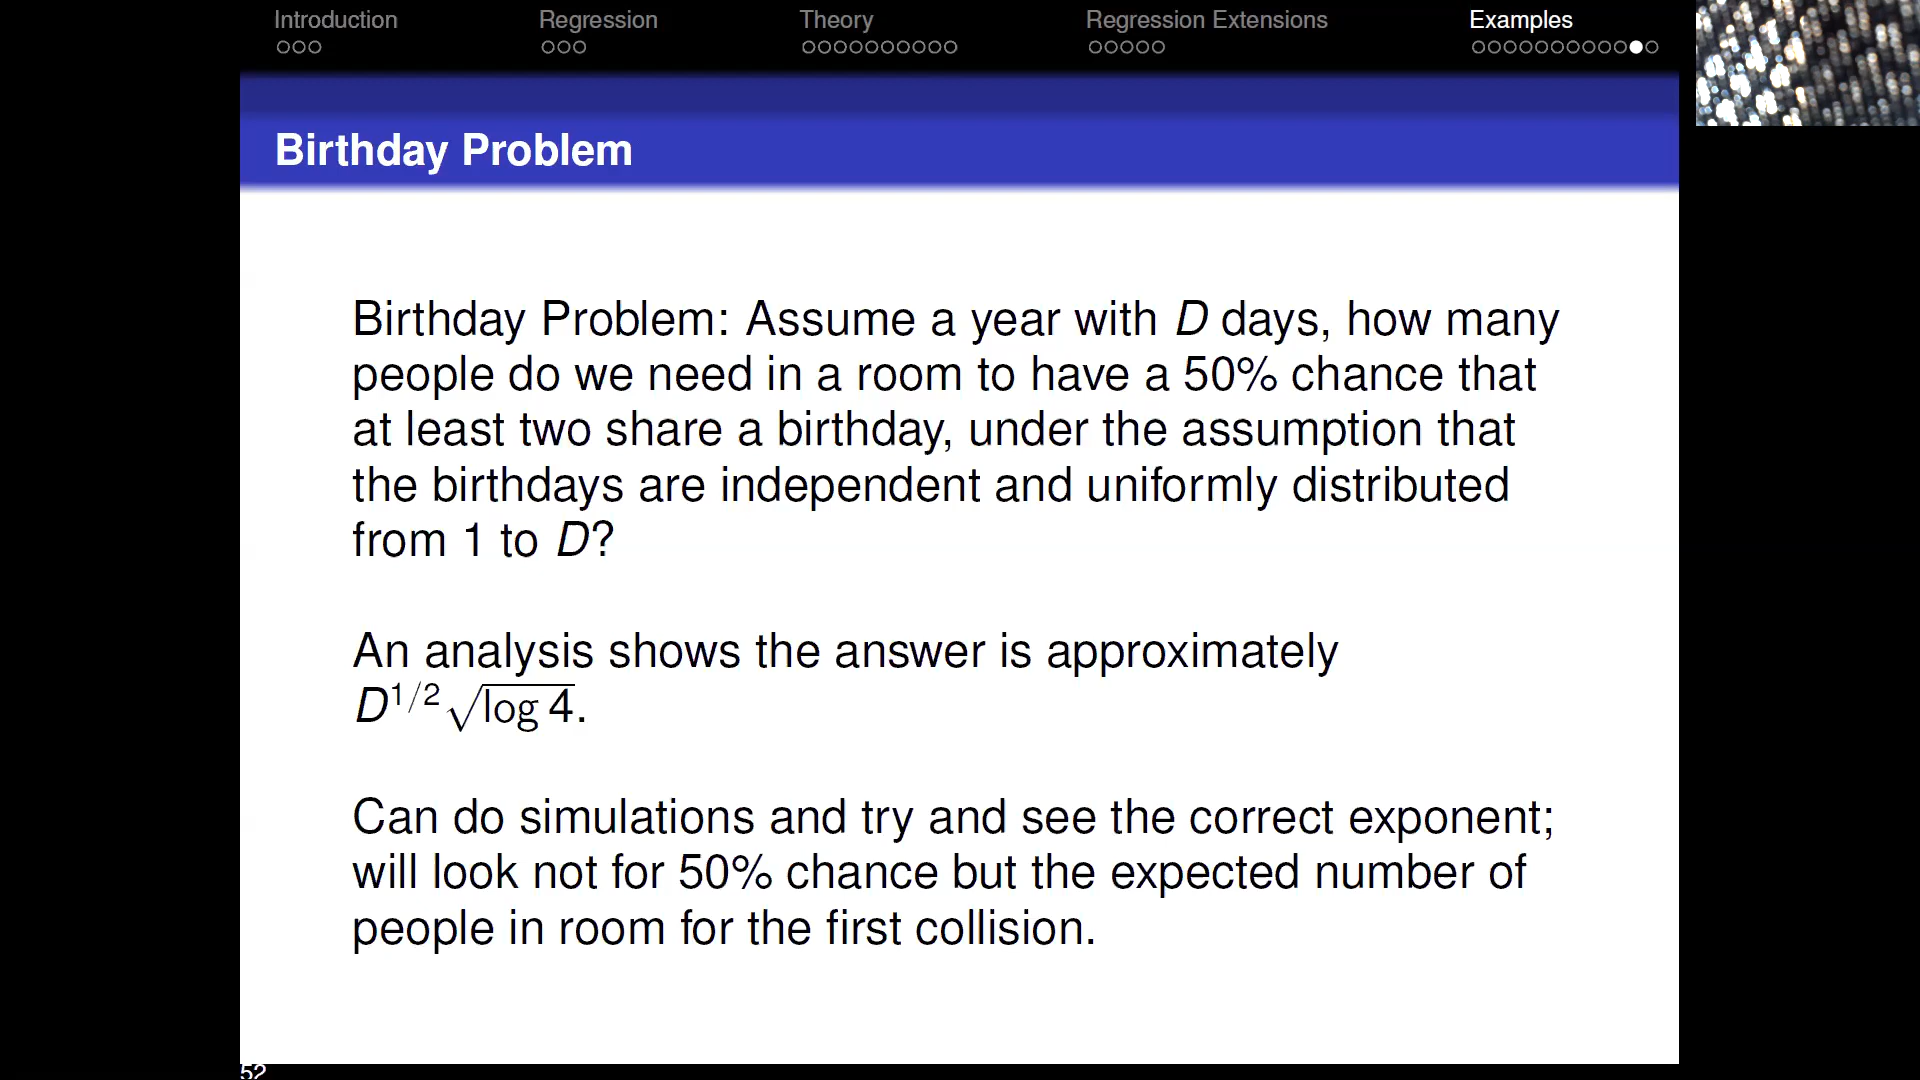 Introduction Regression Theory Regression Extensions Examples
Birthday Problem
Birthday Problem: Assume a year with D days, how many
people do we need in a room to have a 50% chance that
at least two share a birthday, under the assumption that
the birthdays are independent and uniformly distributed
from 1 to D?
An analysis shows the answer is approximately
D^{1/2}√log 4.
Can do simulations and try and see the correct exponent;
will look not for 50% chance but the expected number of
people in room for the first collision.
52